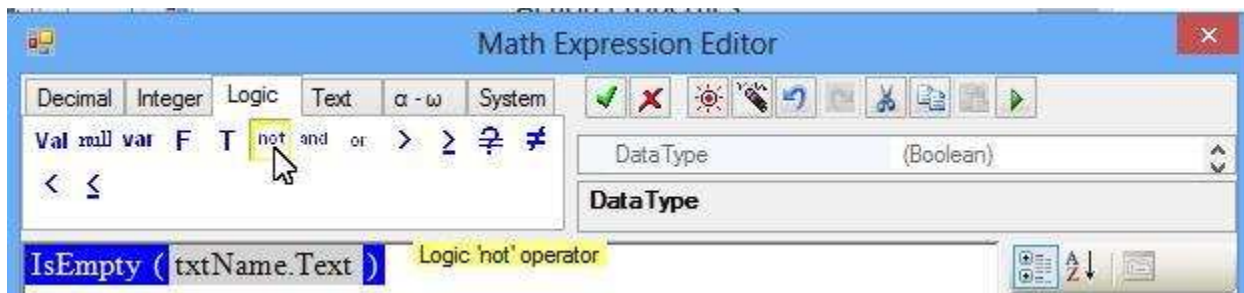 Math Expression Editor
Decimal Integer Logic Text α - ω System
Val null var F T not and or > ≥ ≠
< ≤
DataType (Boolean)
DataType
IsEmpty ( txtName.Text )
Logic 'not' operator